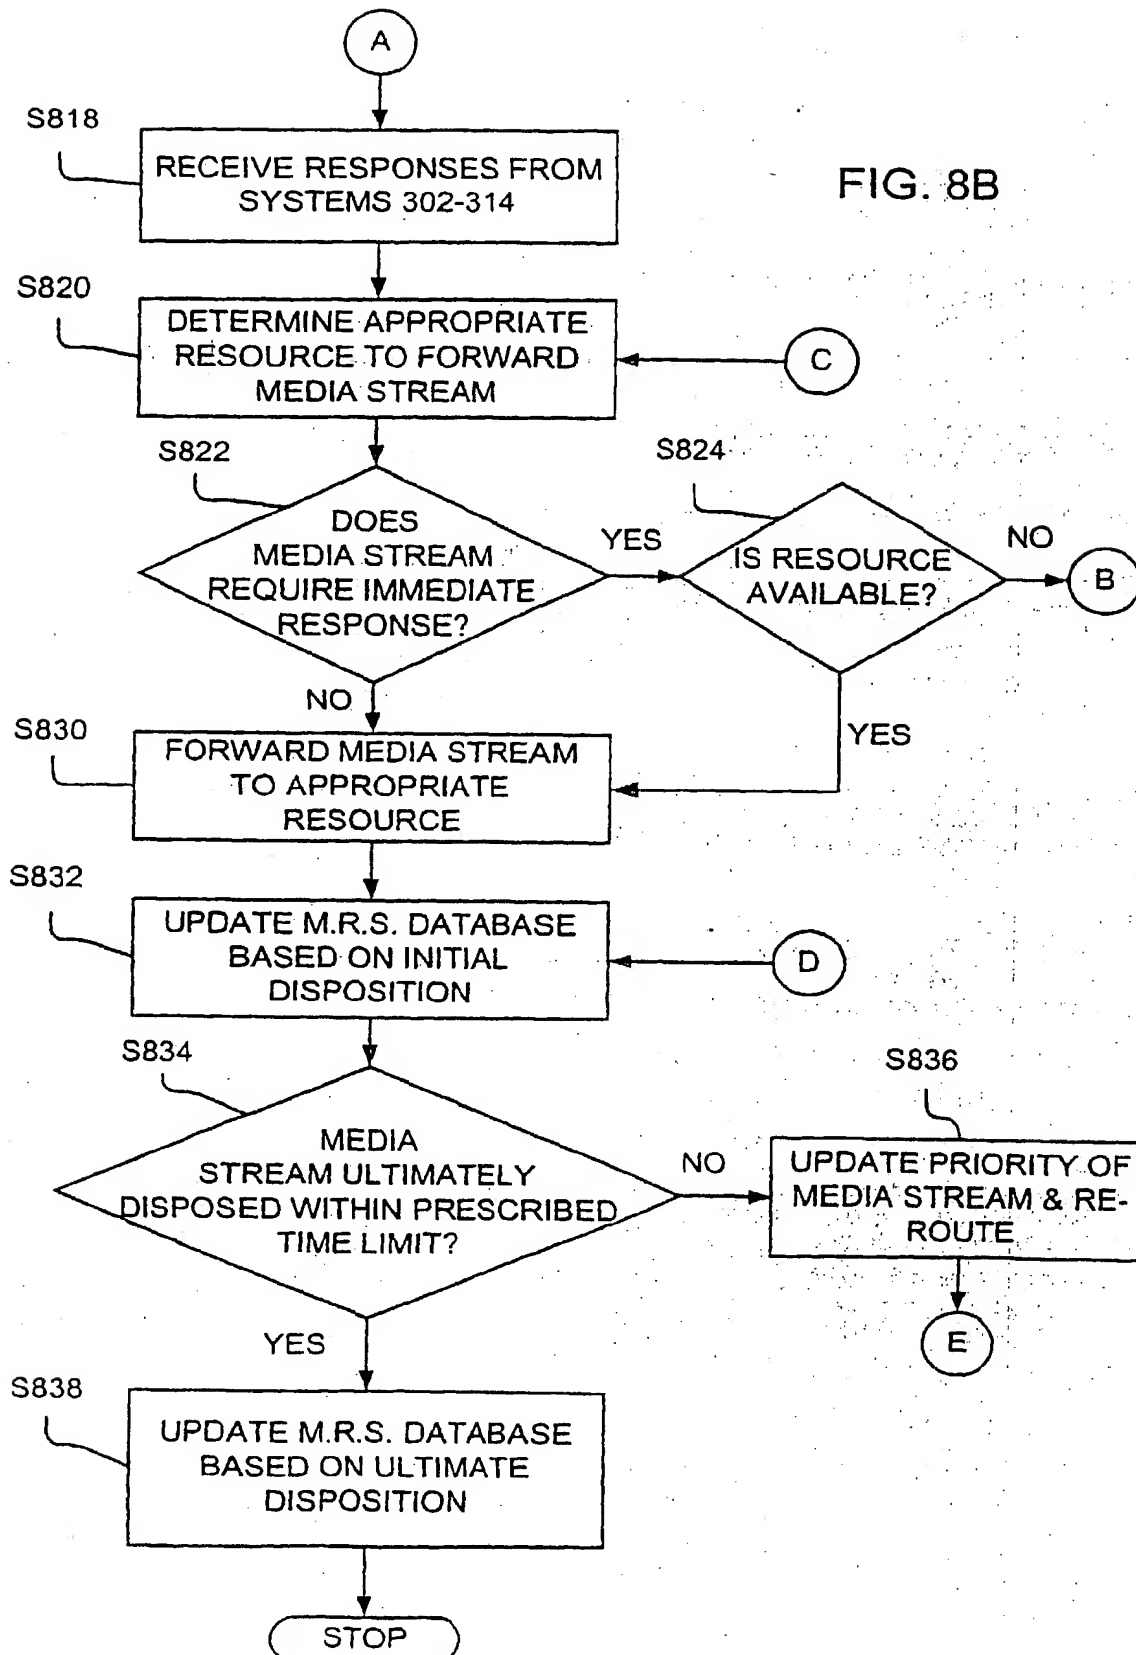 A
S818
RECEIVE RESPONSES FROM
SYSTEMS 302-314
FIG. 8B
S820
DETERMINE APPROPRIATE
RESOURCE TO FORWARD
MEDIA STREAM
C
S822
DOES
MEDIA STREAM
REQUIRE IMMEDIATE
RESPONSE?
YES
S824
IS RESOURCE
AVAILABLE?
NO
B
NO
YES
S830
FORWARD MEDIA STREAM
TO APPROPRIATE
RESOURCE
S832
UPDATE M.R.S. DATABASE
BASED ON INITIAL
DISPOSITION
D
S834
MEDIA
STREAM ULTIMATELY
DISPOSED WITHIN PRESCRIBED
TIME LIMIT?
NO
S836
UPDATE PRIORITY OF
MEDIA STREAM & RE-
ROUTE
E
YES
S838
UPDATE M.R.S. DATABASE
BASED ON ULTIMATE
DISPOSITION
STOP